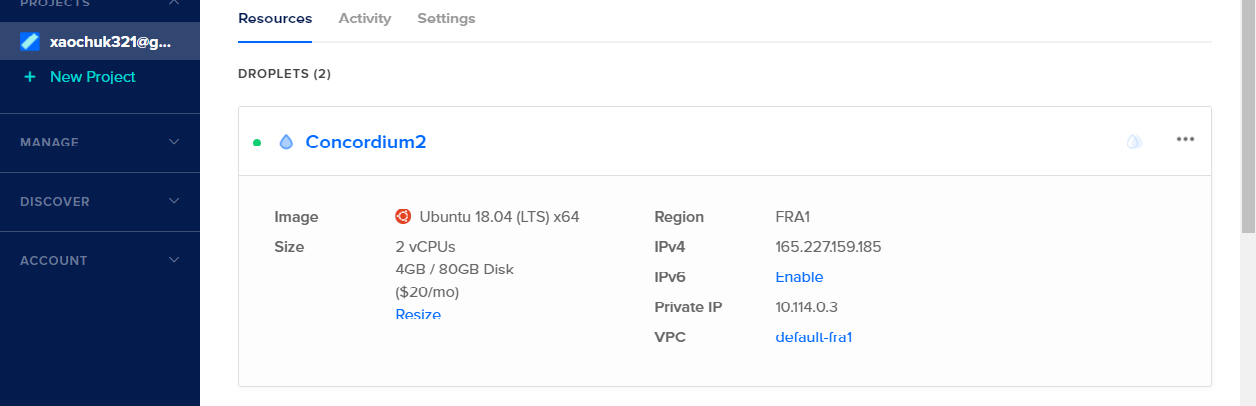 PROJECTS
xaochuk321@g...
+ New Project
MANAGE
DISCOVER
ACCOUNT
Resources Activity Settings
DROPLETS (2)
Concordium2
Image Ubuntu 18.04 (LTS) x64
Size 2 vCPUs
4GB / 80GB Disk
($20/mo)
Resize
Region FRA1
IPv4 165.227.159.185
IPv6 Enable
Private IP 10.114.0.3
VPC default-fra1